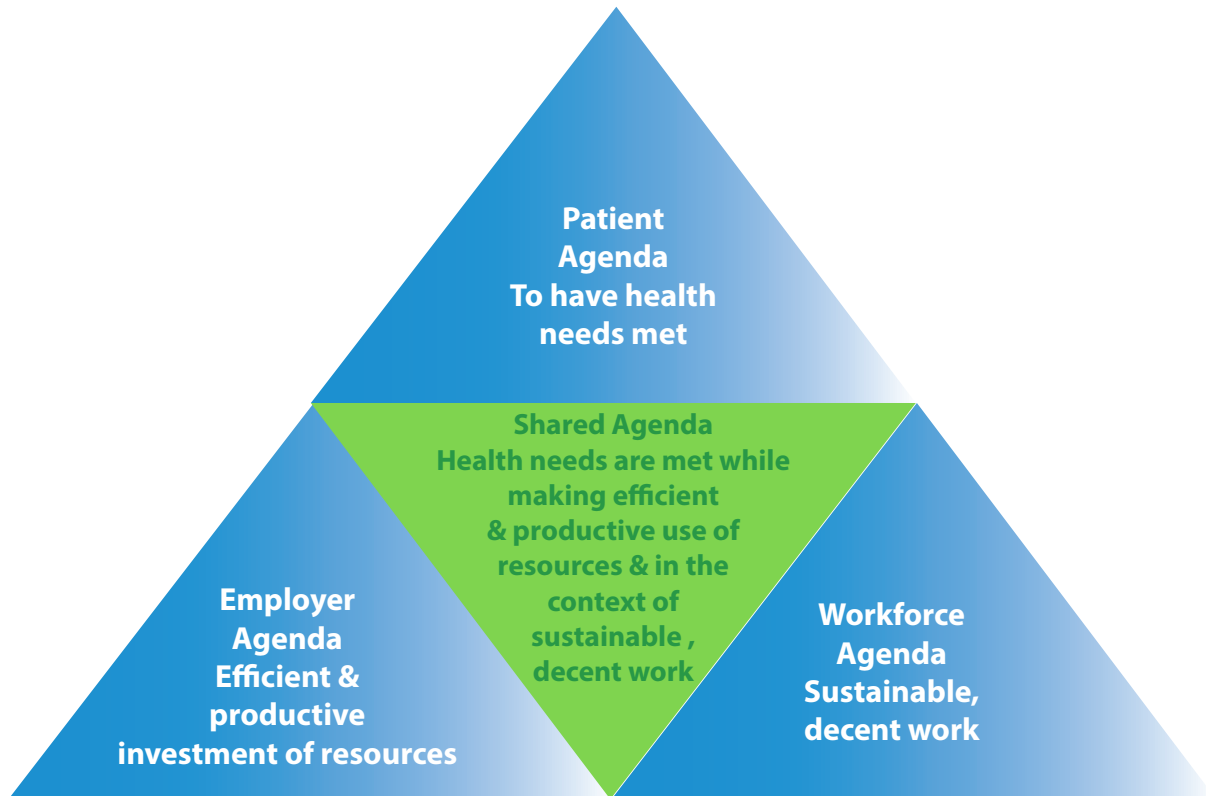 Patient
Agenda
To have health
needs met
Shared Agenda
Health needs are met while
making efficient
& productive use of
resources & in the
context of
sustainable ,
decent work
Employer
Agenda
Efficient &
productive
investment of resources
Workforce
Agenda
Sustainable,
decent work